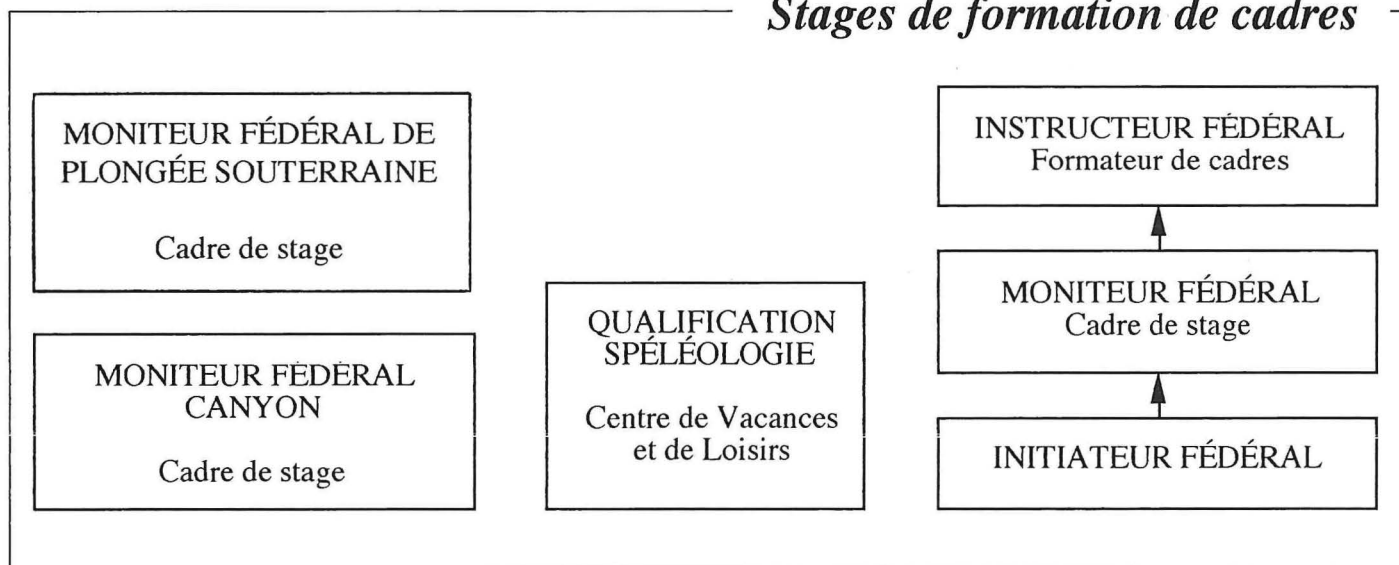 Stages de formation de cadres
MONITEUR FÉDÉRAL DE
PLONGÉE SOUTERRAINE
Cadre de stage
MONITEUR FÉDÉRAL
CANYON
Cadre de stage
QUALIFICATION
SPÉLÉOLOGIE
Centre de Vacances
et de Loisirs
INSTRUCTEUR FÉDÉRAL
Formateur de cadres
MONITEUR FÉDÉRAL
Cadre de stage
INITIATEUR FÉDÉRAL